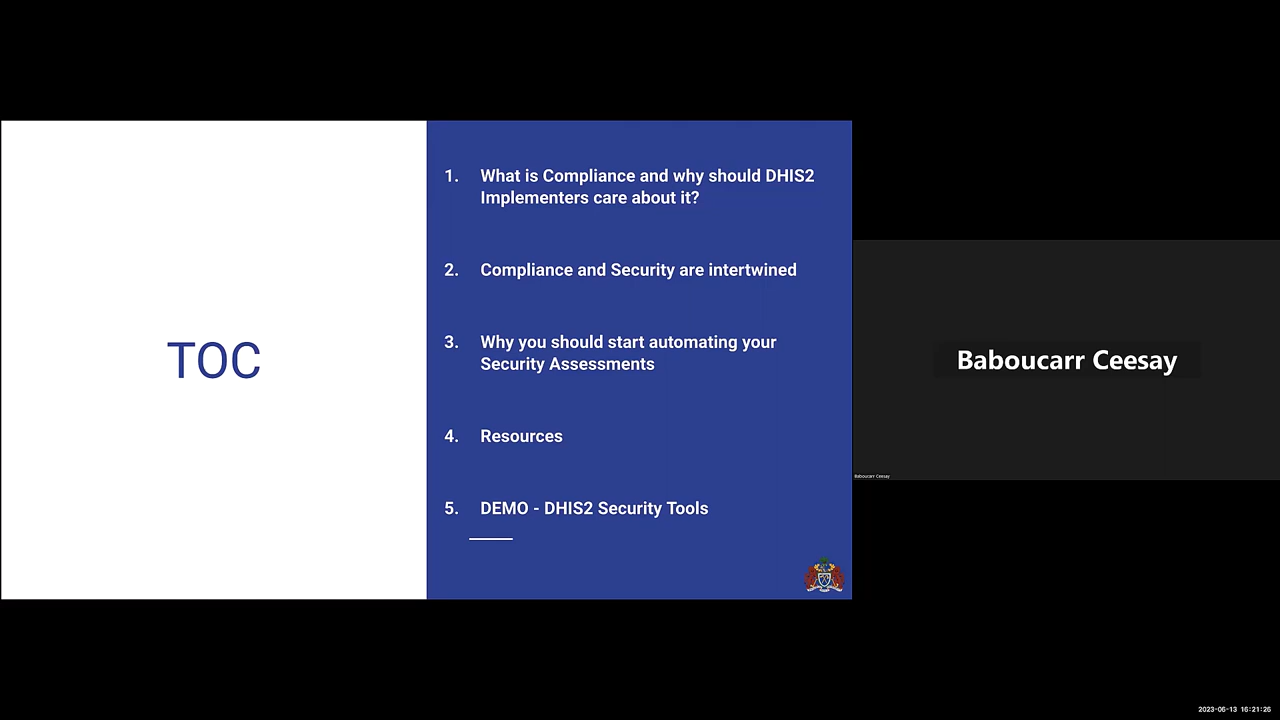 TOC
1. What is Compliance and why should DHIS2
Implementers care about it?
2. Compliance and Security are intertwined
3. Why you should start automating your
Security Assessments
4. Resources
5. DEMO - DHIS2 Security Tools
Baboucarr Ceesay
Baboucarr Ceesay
2023-06-13 16:21:26